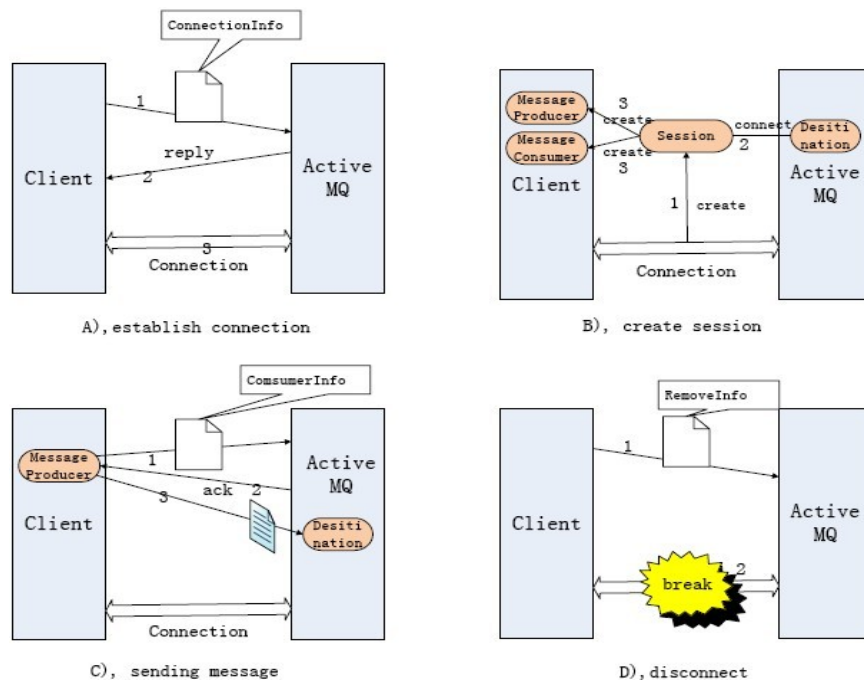 ConnectionInfo
1
reply
2
Client
Active
MQ
3
Connection
A),establish connection
Message
Producer
Message
Consumer
3
create
create
3
Session
connect
2
Desiti
nation
Client
Active
MQ
1
create
Connection
B), create session
ComsumerInfo
Message
Producer
1
ack
2
3
Client
Active
MQ
Desiti
nation
Connection
C), sending message
RemoveInfo
1
Client
Active
MQ
break
2
D),disconnect